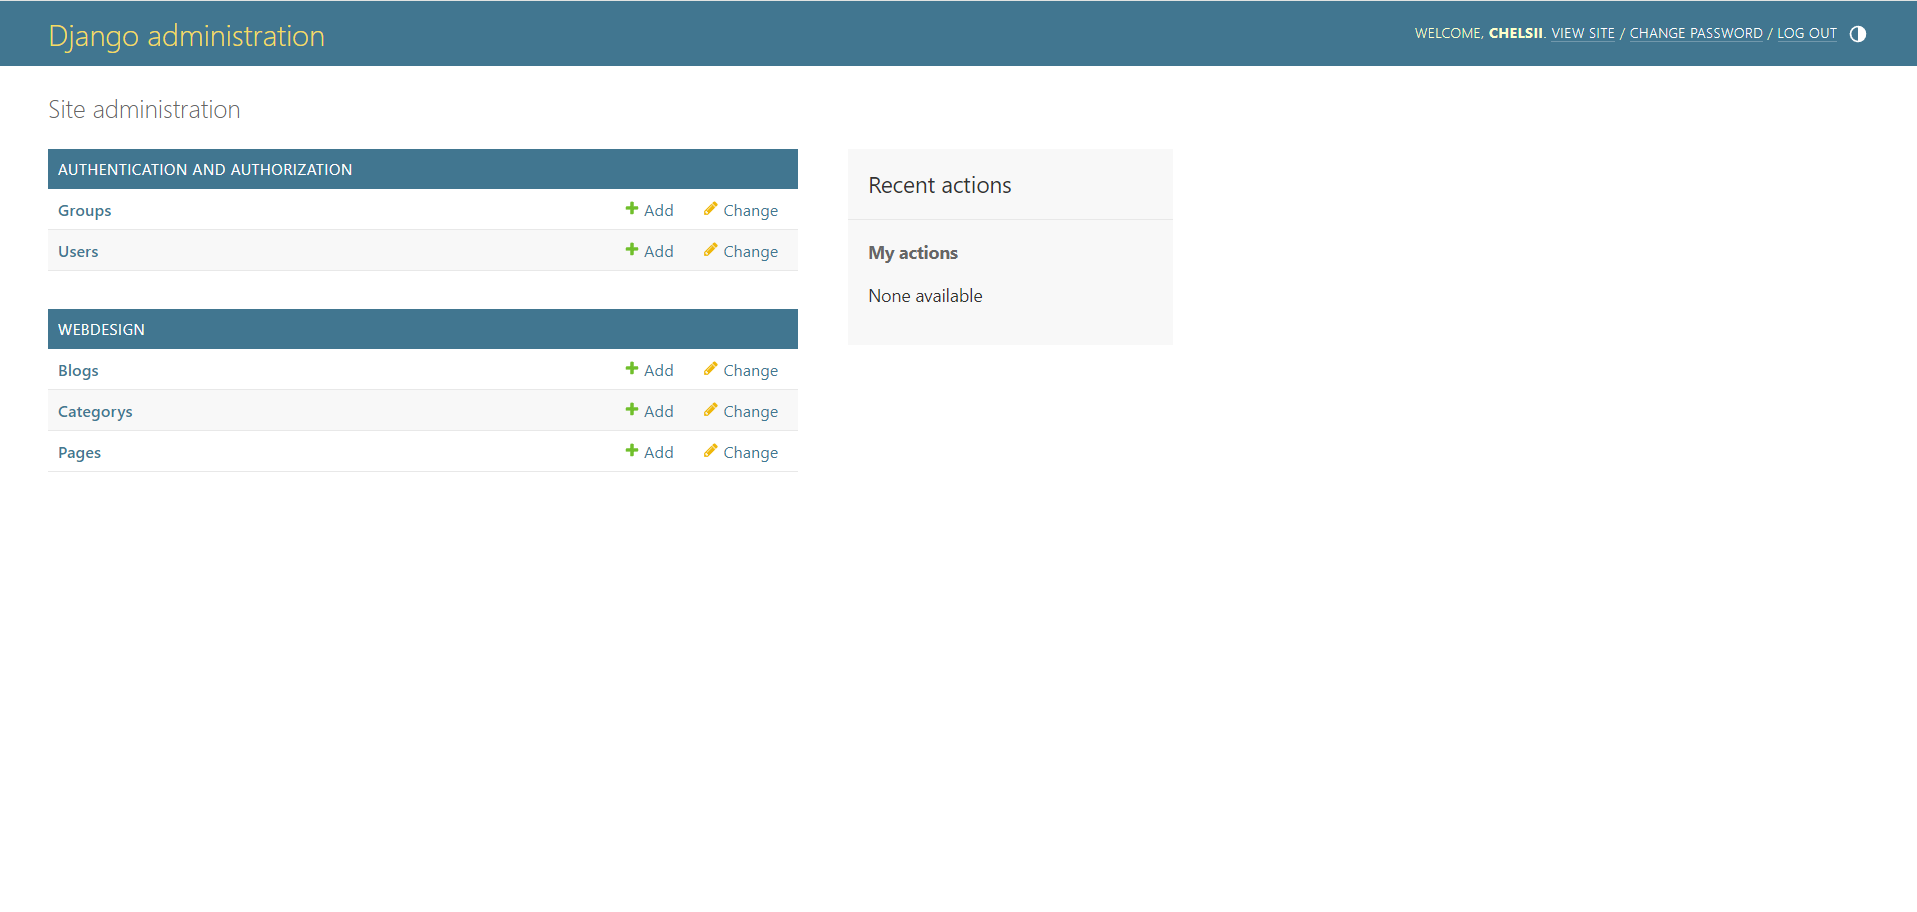 Django administration
WELCOME, CHELSII. VIEW SITE / CHANGE PASSWORD / LOG OUT
Site administration
AUTHENTICATION AND AUTHORIZATION
Groups Add Change
Users Add Change
WEBDESIGN
Blogs Add Change
Categorys Add Change
Pages Add Change
Recent actions
My actions
None available